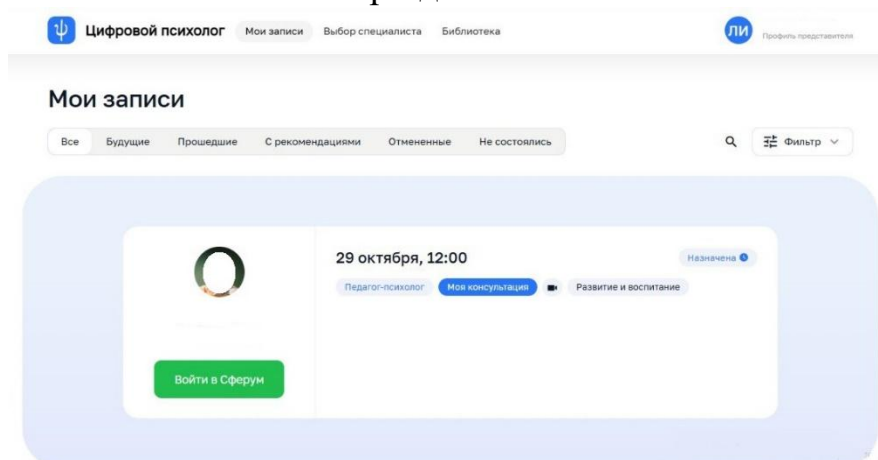 Цифровой психолог Мои записи Выбор специалиста Библиотека ЛИ Профиль представителя
Мои записи
Все Будущие Прошедшие С рекомендациями Отмененные Не состоялись Фильтр
29 октября, 12:00 Назначена
Педагог-психолог Моя консультация Развитие и воспитание
Войти в Сферум